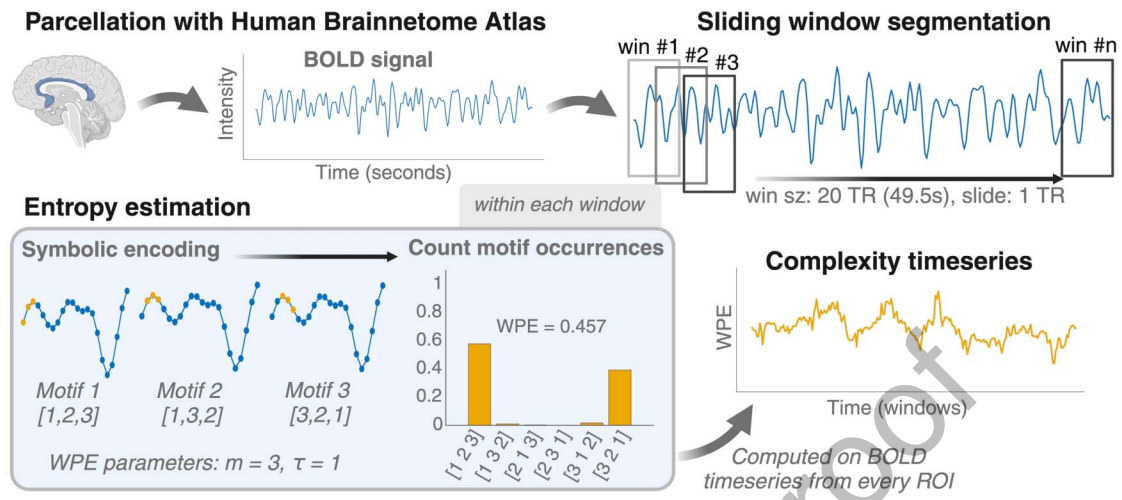 Parcellation with Human Brainnetome Atlas
BOLD signal
Intensity
Time (seconds)
Sliding window segmentation
win #1
#2
#3
win #n
win sz: 20 TR (49.5s), slide: 1 TR
Entropy estimation
within each window
Symbolic encoding
Motif 1
[1,2,3]
Motif 2
[1,3,2]
Motif 3
[3,2,1]
WPE parameters: m = 3, τ = 1
Count motif occurrences
1
0.8
0.6
0.4
0.2
0
WPE = 0.457
[1 2 3]
[1 3 2]
[2 1 3]
[2 3 1]
[3 1 2]
[3 2 1]
Complexity timeseries
WPE
Time (windows)
Computed on BOLD
timeseries from every ROI
roof